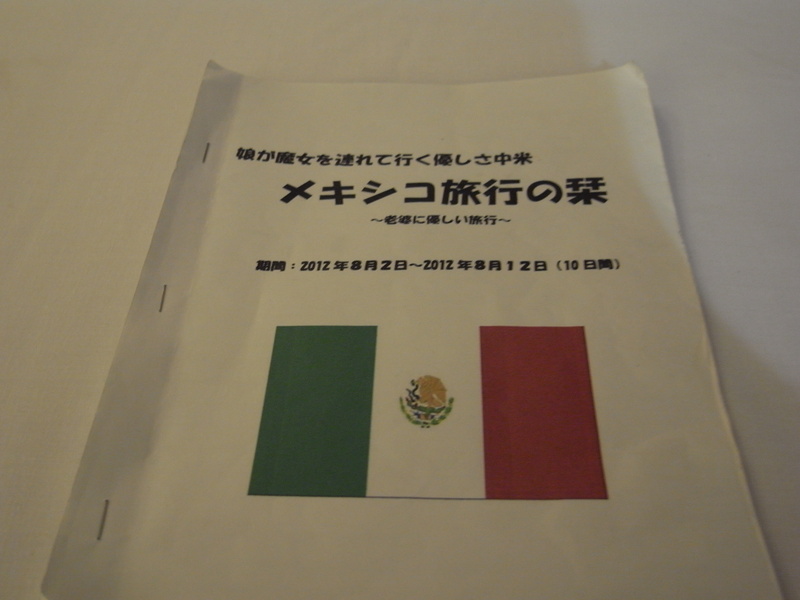 娘が魔女を連れて行く優しさ中米
メキシコ旅行の栞
～老婆に優しい旅行～
期間：2012年8月2日～2012年8月12日（10日間）